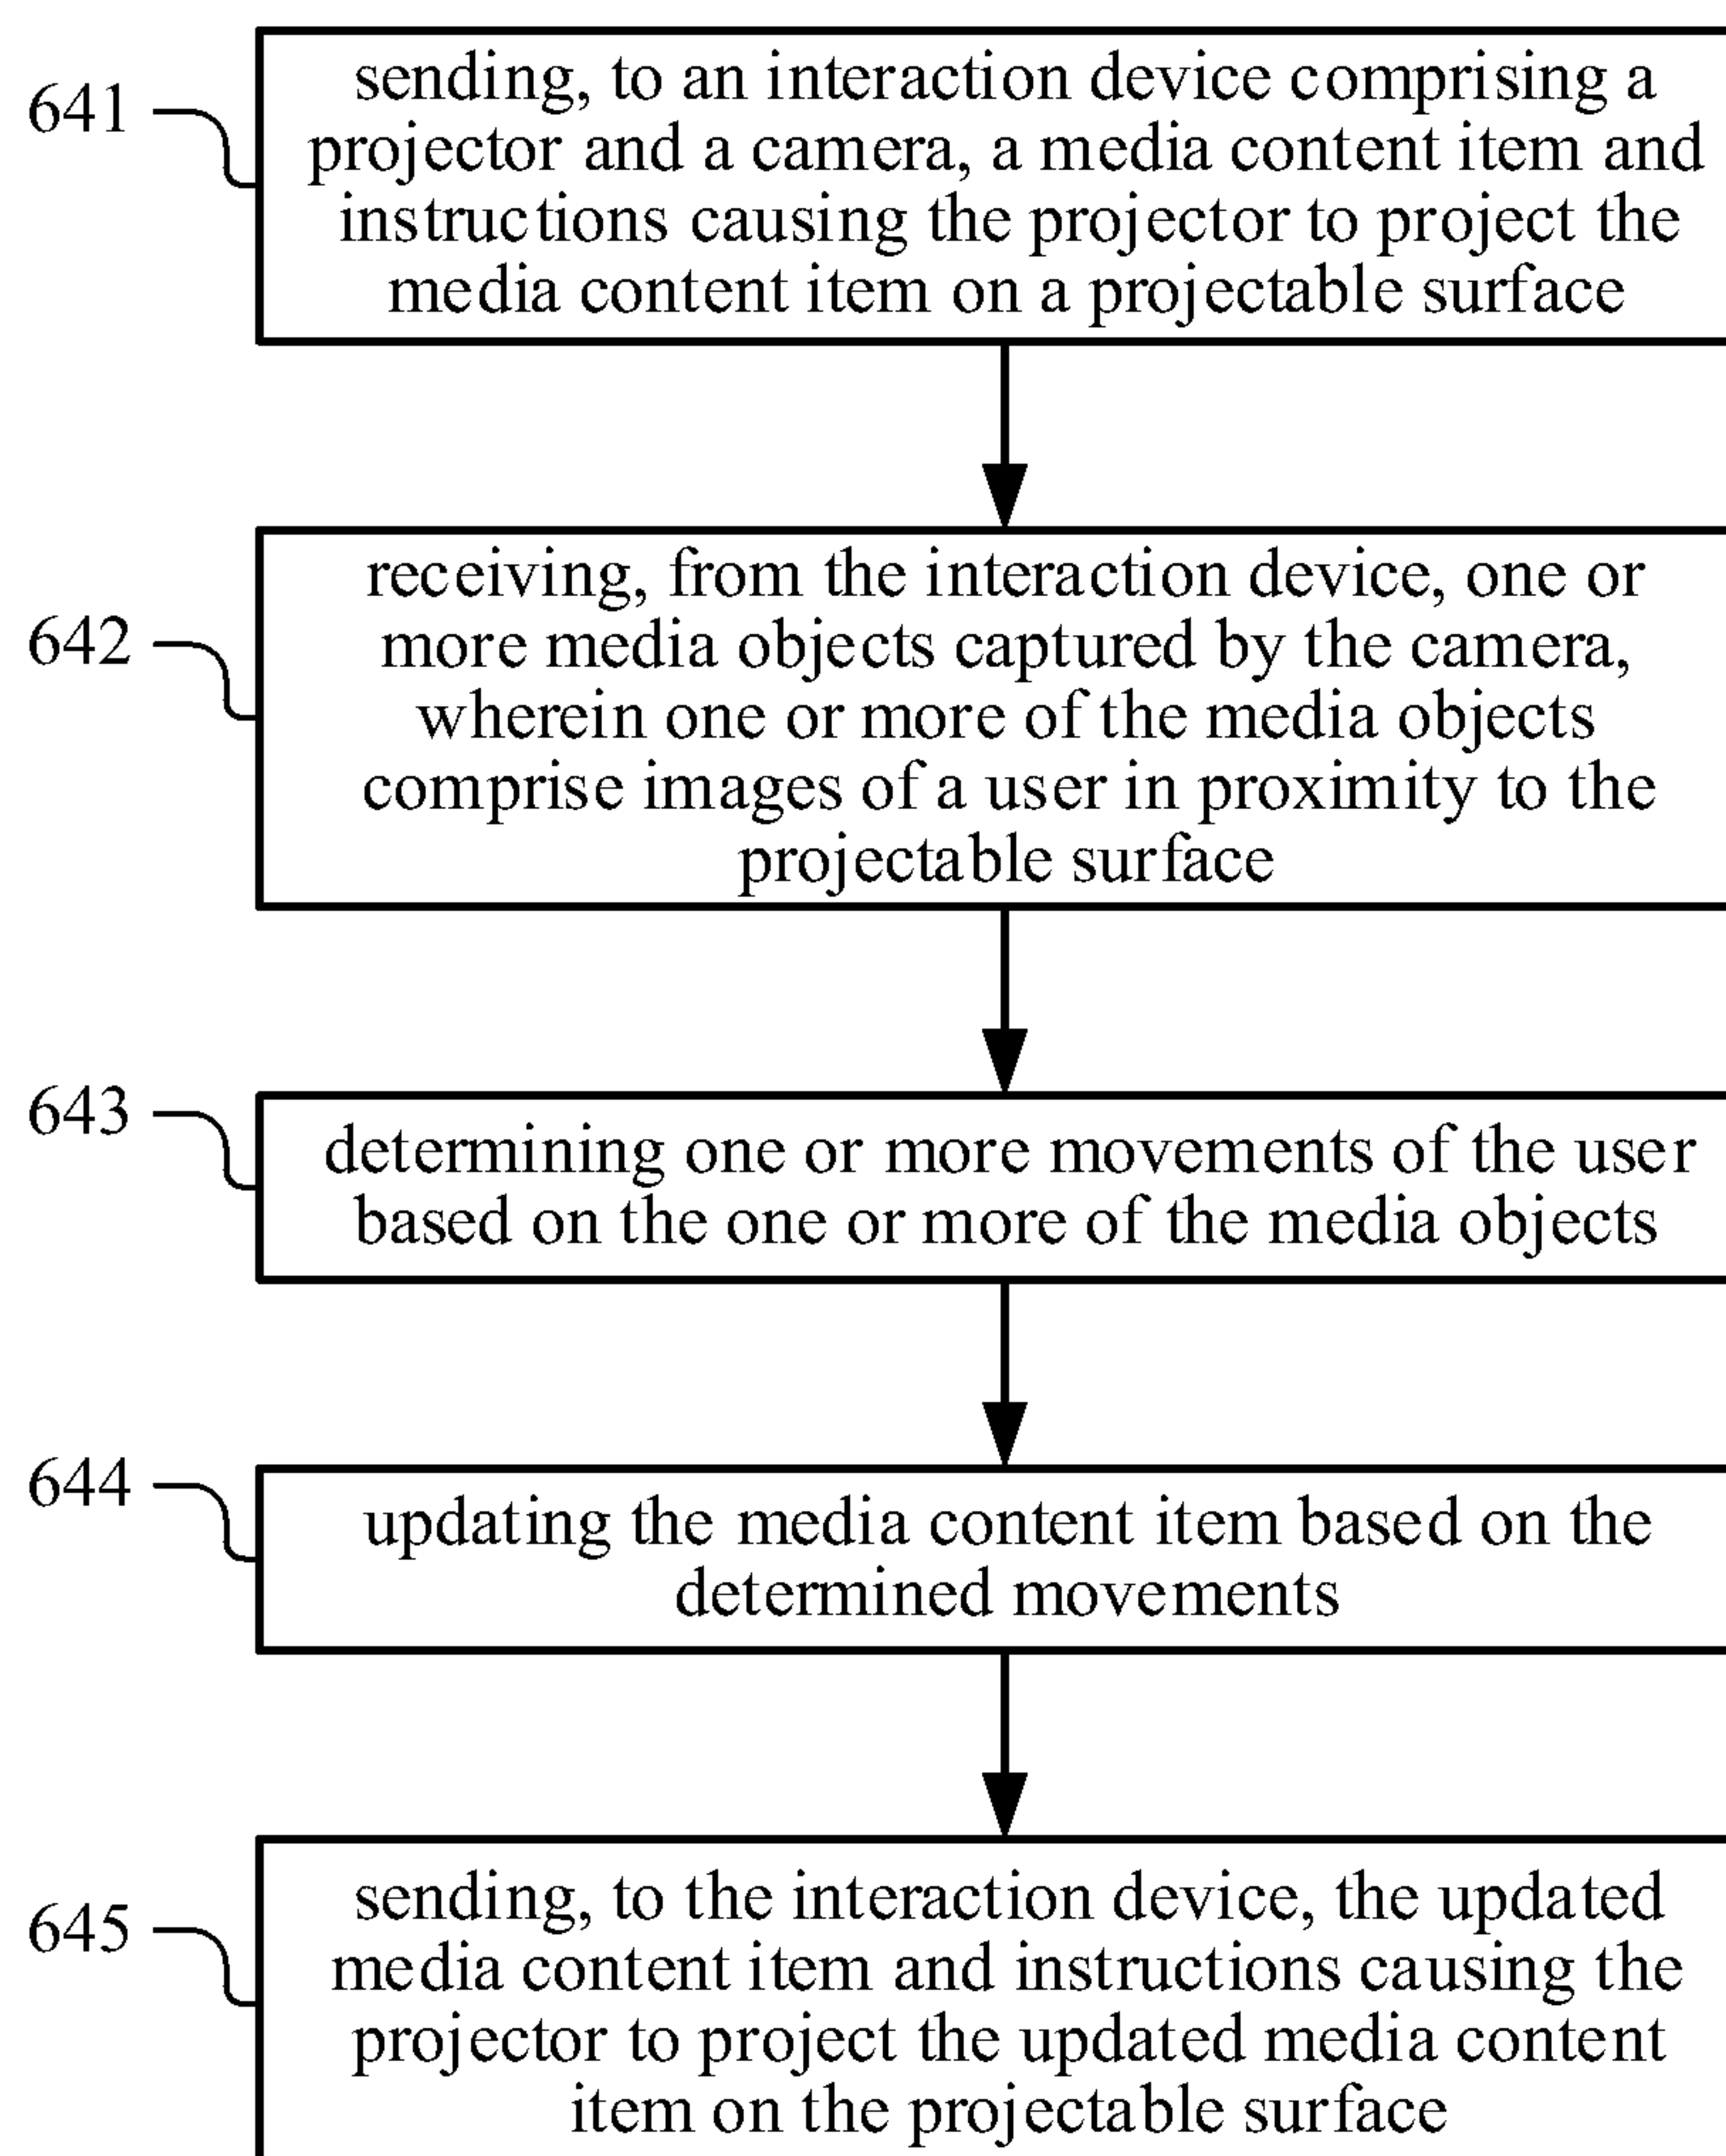 641
sending, to an interaction device comprising a
projector and a camera, a media content item and
instructions causing the projector to project the
media content item on a projectable surface
642
receiving, from the interaction device, one or
more media objects captured by the camera,
wherein one or more of the media objects
comprise images of a user in proximity to the
projectable surface
643
determining one or more movements of the user
based on the one or more of the media objects
644
updating the media content item based on the
determined movements
645
sending, to the interaction device, the updated
media content item and instructions causing the
projector to project the updated media content
item on the projectable surface